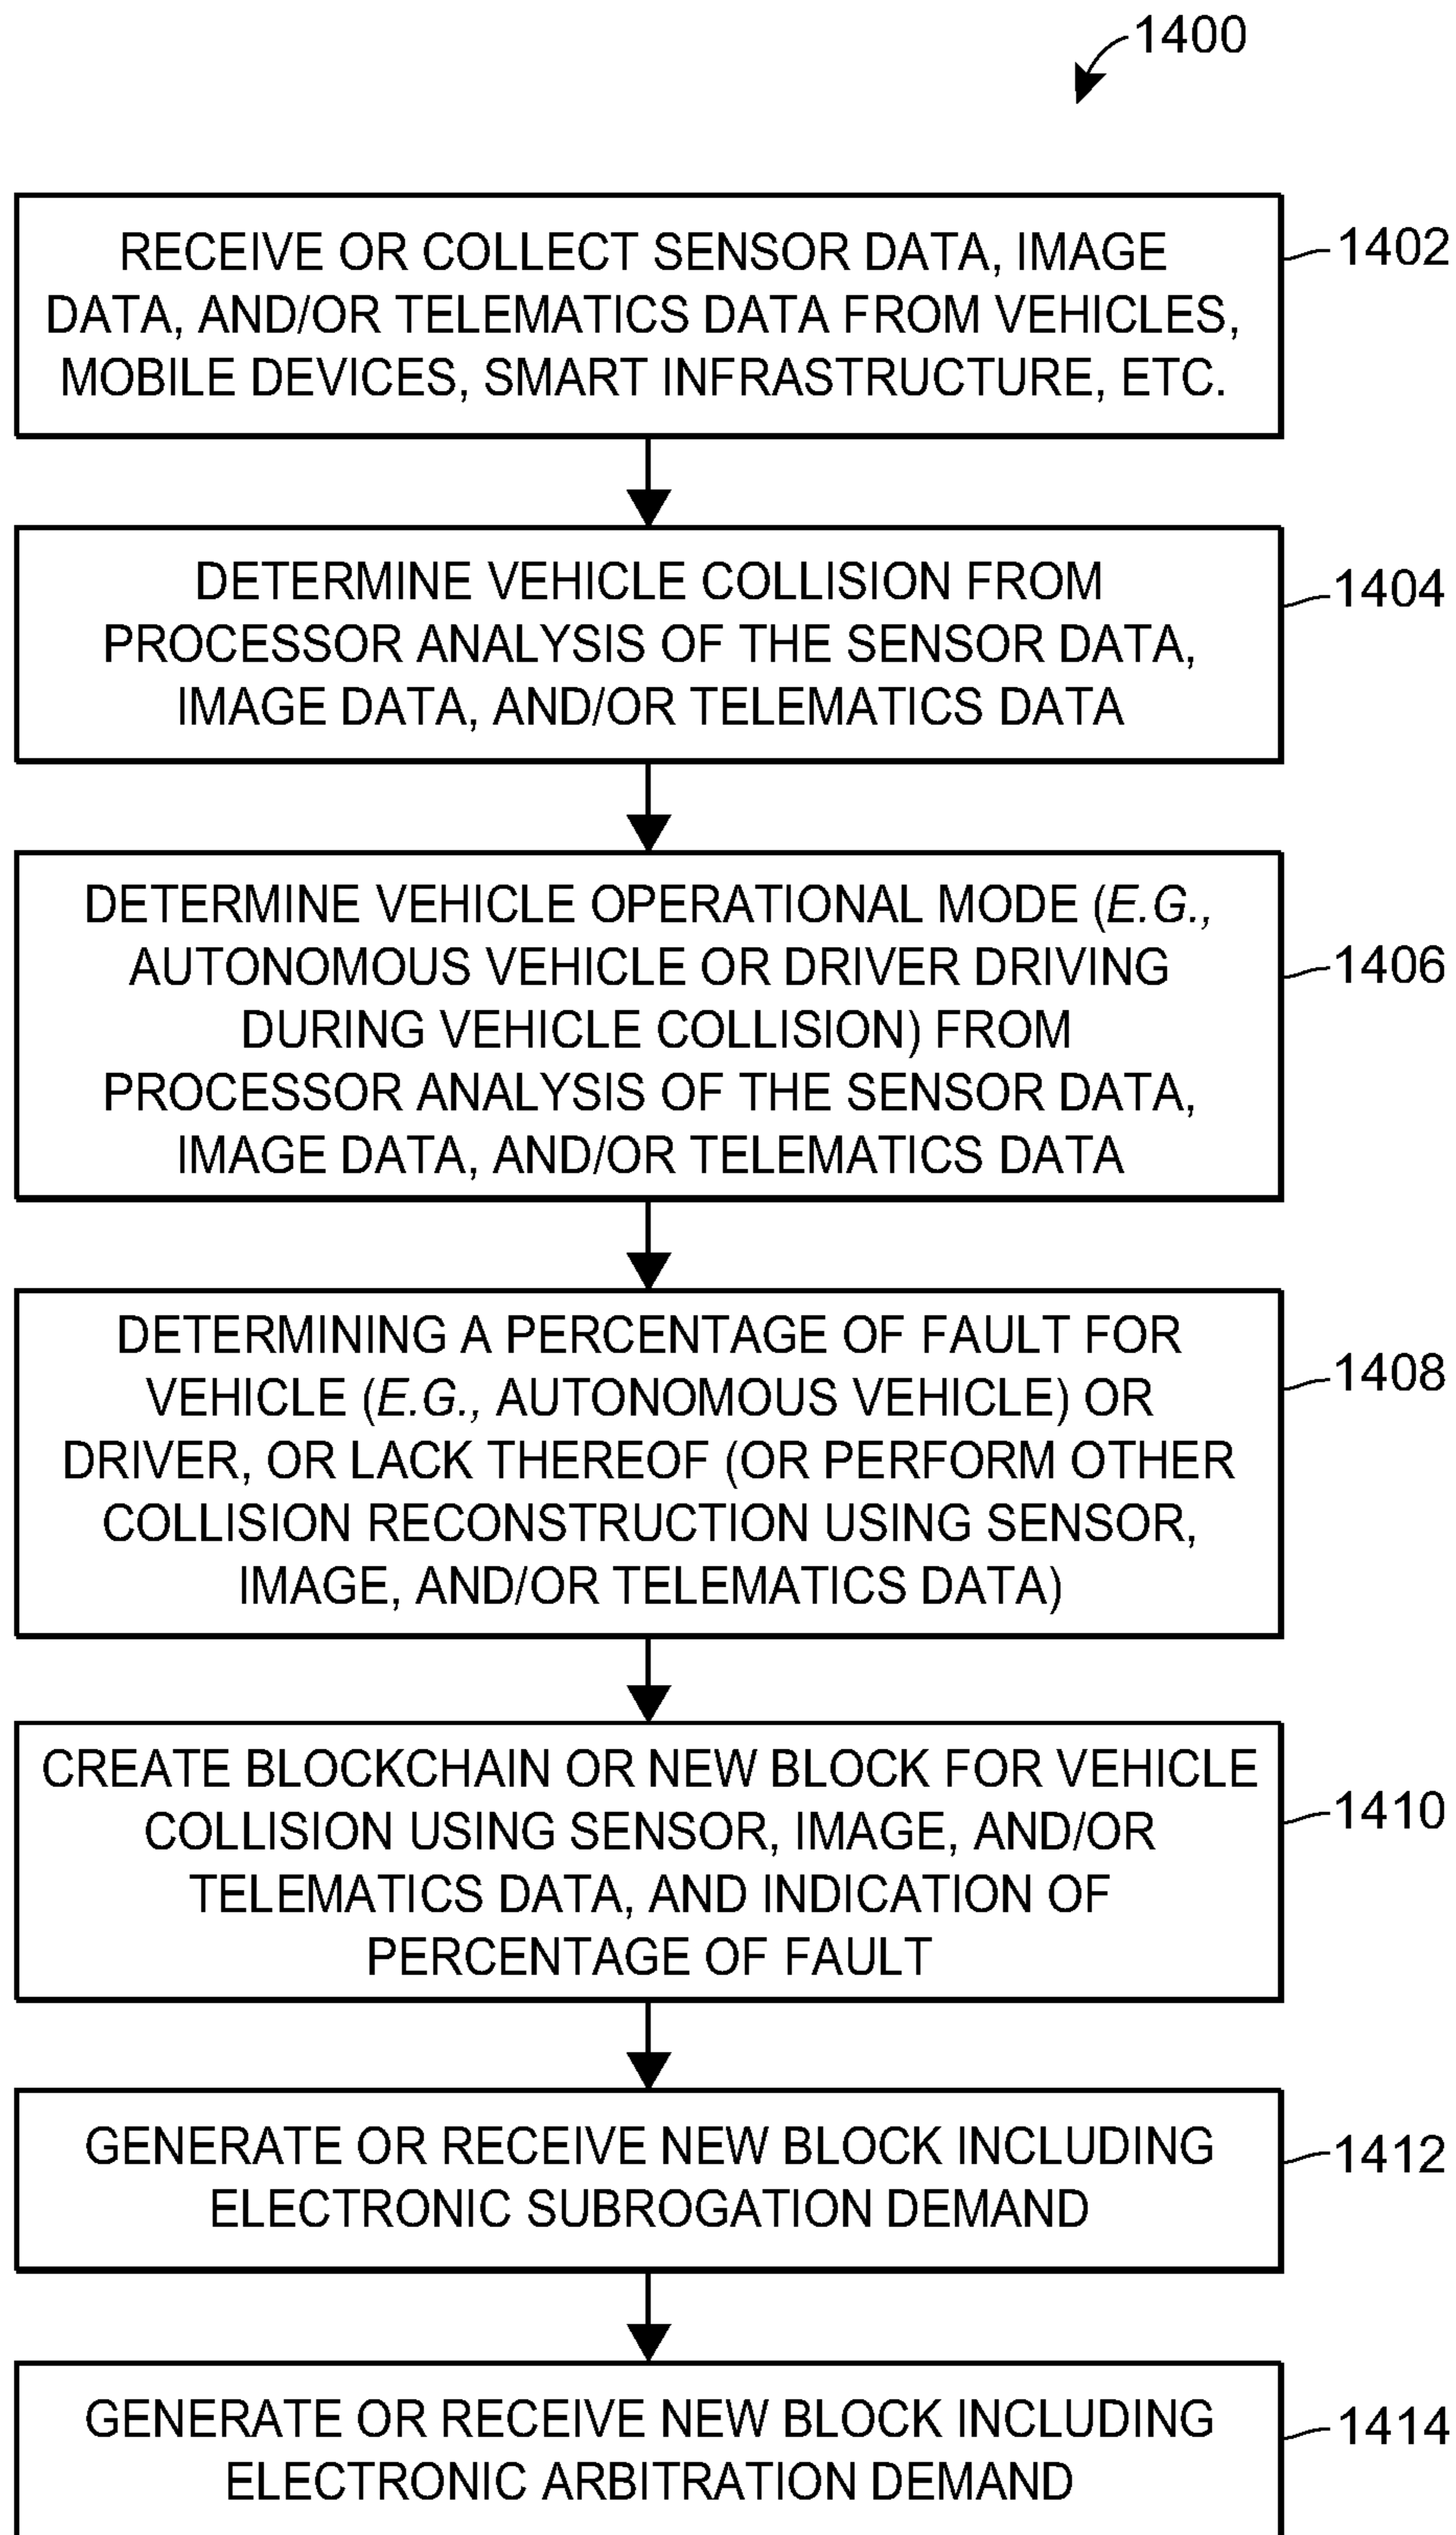 1400
RECEIVE OR COLLECT SENSOR DATA, IMAGE
DATA, AND/OR TELEMATICS DATA FROM VEHICLES,
MOBILE DEVICES, SMART INFRASTRUCTURE, ETC.
1402
DETERMINE VEHICLE COLLISION FROM
PROCESSOR ANALYSIS OF THE SENSOR DATA,
IMAGE DATA, AND/OR TELEMATICS DATA
1404
DETERMINE VEHICLE OPERATIONAL MODE (E.G.,
AUTONOMOUS VEHICLE OR DRIVER DRIVING
DURING VEHICLE COLLISION) FROM
PROCESSOR ANALYSIS OF THE SENSOR DATA,
IMAGE DATA, AND/OR TELEMATICS DATA
1406
DETERMINING A PERCENTAGE OF FAULT FOR
VEHICLE (E.G., AUTONOMOUS VEHICLE) OR
DRIVER, OR LACK THEREOF (OR PERFORM OTHER
COLLISION RECONSTRUCTION USING SENSOR,
IMAGE, AND/OR TELEMATICS DATA)
1408
CREATE BLOCKCHAIN OR NEW BLOCK FOR VEHICLE
COLLISION USING SENSOR, IMAGE, AND/OR
TELEMATICS DATA, AND INDICATION OF
PERCENTAGE OF FAULT
1410
GENERATE OR RECEIVE NEW BLOCK INCLUDING
ELECTRONIC SUBROGATION DEMAND
1412
GENERATE OR RECEIVE NEW BLOCK INCLUDING
ELECTRONIC ARBITRATION DEMAND
1414